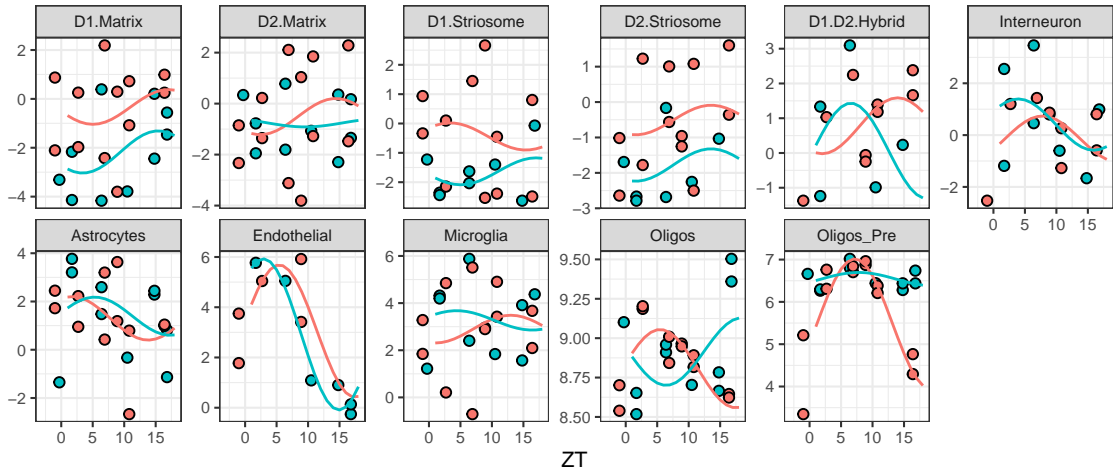 D1.Matrix D2.Matrix D1.Striosome D2.Striosome D1.D2.Hybrid Interneuron
2 0 −2 −4
2 0 −2 −4
2 1 0 −1 −2
1 0 −1 −2 −3
3 2 1 0 −1
2 0 −2
0 5 10 15
Astrocytes Endothelial Microglia Oligos Oligos_Pre
4 2 0 −2
6 4 2 0
6 4 2 0
9.50 9.25 9.00 8.75 8.50
7 6 5 4
0 5 10 15 0 5 10 15 0 5 10 15 0 5 10 15 0 5 10 15
ZT